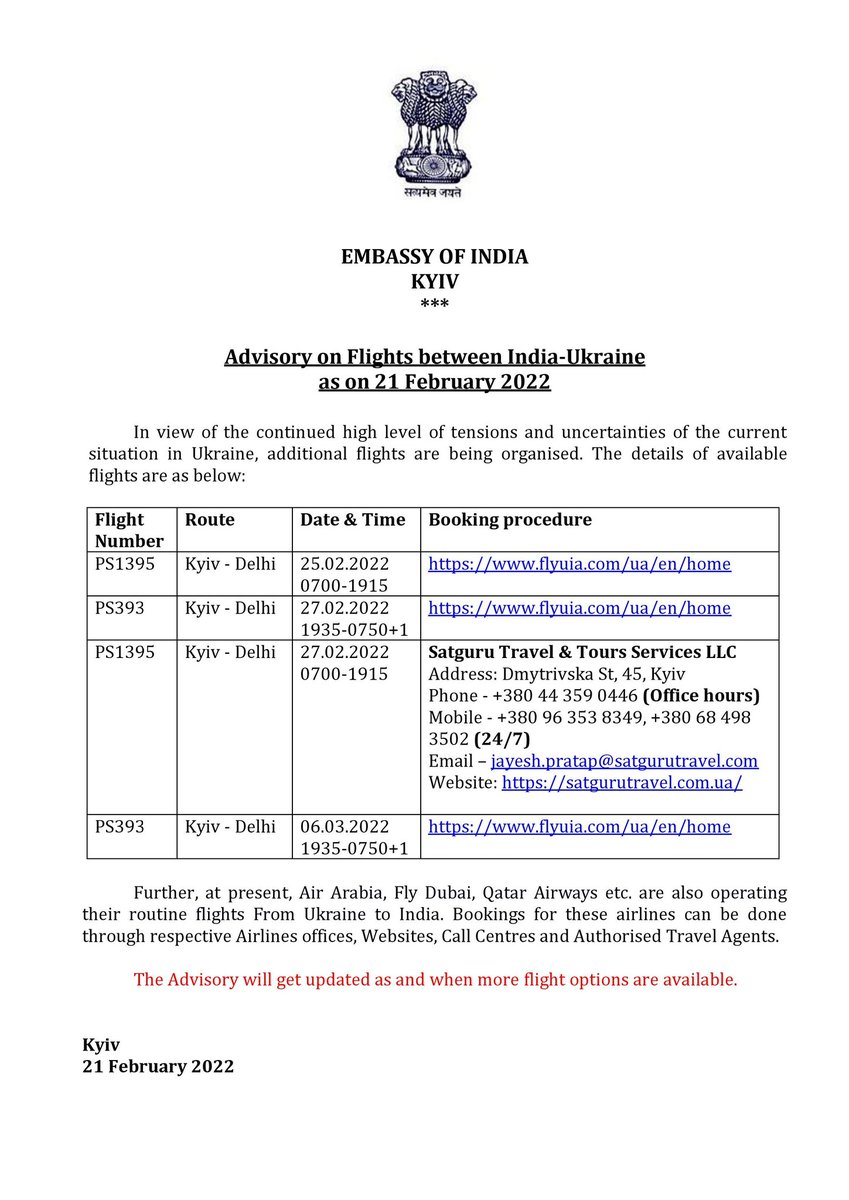 सत्यमेव जयते
EMBASSY OF INDIA
KYIV
***
Advisory on Flights between India-Ukraine
as on 21 February 2022
In view of the continued high level of tensions and uncertainties of the current
situation in Ukraine, additional flights are being organised. The details of available
flights are as below:
Flight Number Route Date & Time Booking procedure
PS1395 Kyiv - Delhi 25.02.2022 https://www.flyuia.com/ua/en/home
0700-1915
PS393 Kyiv - Delhi 27.02.2022 https://www.flyuia.com/ua/en/home
1935-0750+1
PS1395 Kyiv - Delhi 27.02.2022 Satguru Travel & Tours Services LLC
0700-1915 Address: Dmytrivska St, 45, Kyiv
Phone - +380 44 359 0446 (Office hours)
Mobile - +380 96 353 8349, +380 68 498
3502 (24/7)
Email – jayesh.pratap@satgurutravel.com
Website: https://satgurutravel.com.ua/
PS393 Kyiv - Delhi 06.03.2022 https://www.flyuia.com/ua/en/home
1935-0750+1
Further, at present, Air Arabia, Fly Dubai, Qatar Airways etc. are also operating
their routine flights From Ukraine to India. Bookings for these airlines can be done
through respective Airlines offices, Websites, Call Centres and Authorised Travel Agents.
The Advisory will get updated as and when more flight options are available.
Kyiv
21 February 2022